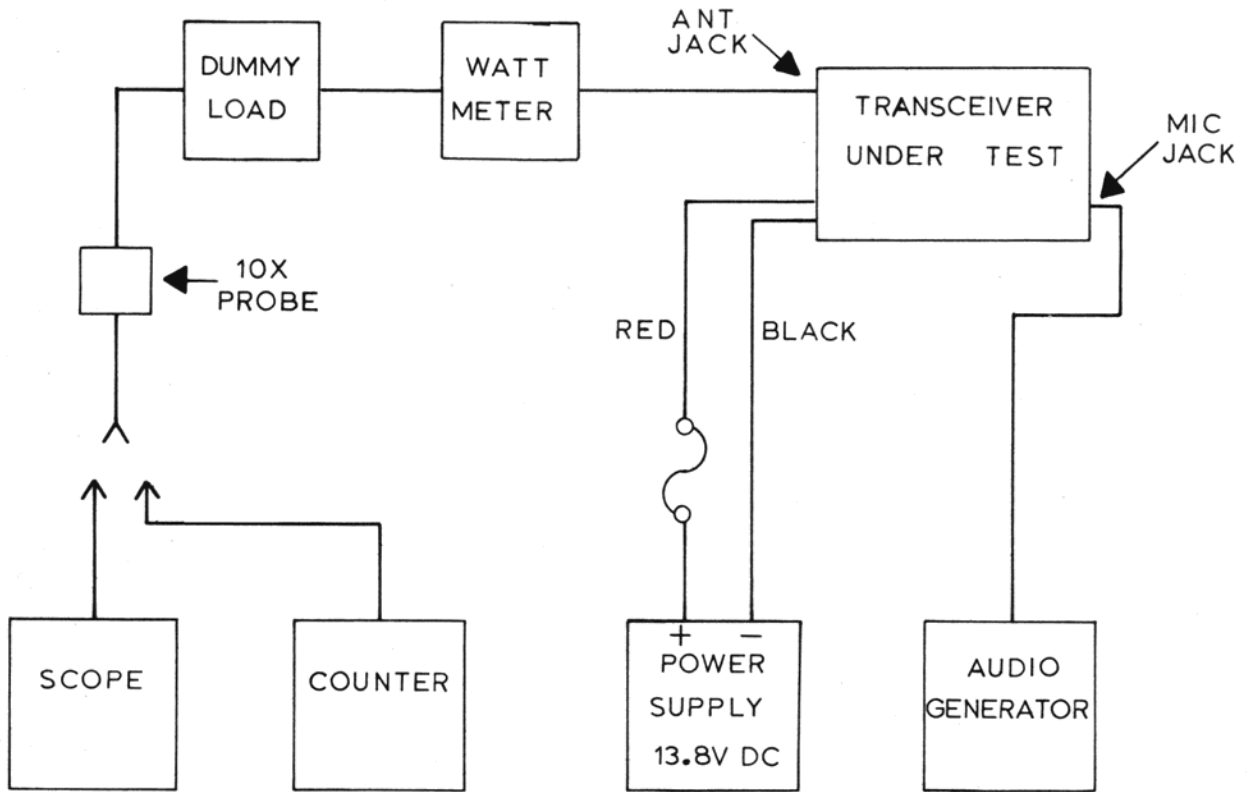 ANT
JACK
DUMMY
LOAD
WATT
METER
TRANSCEIVER
UNDER TEST
MIC
JACK
10X
PROBE
RED
BLACK
SCOPE
COUNTER
+ −
POWER
SUPPLY
13.8V DC
AUDIO
GENERATOR